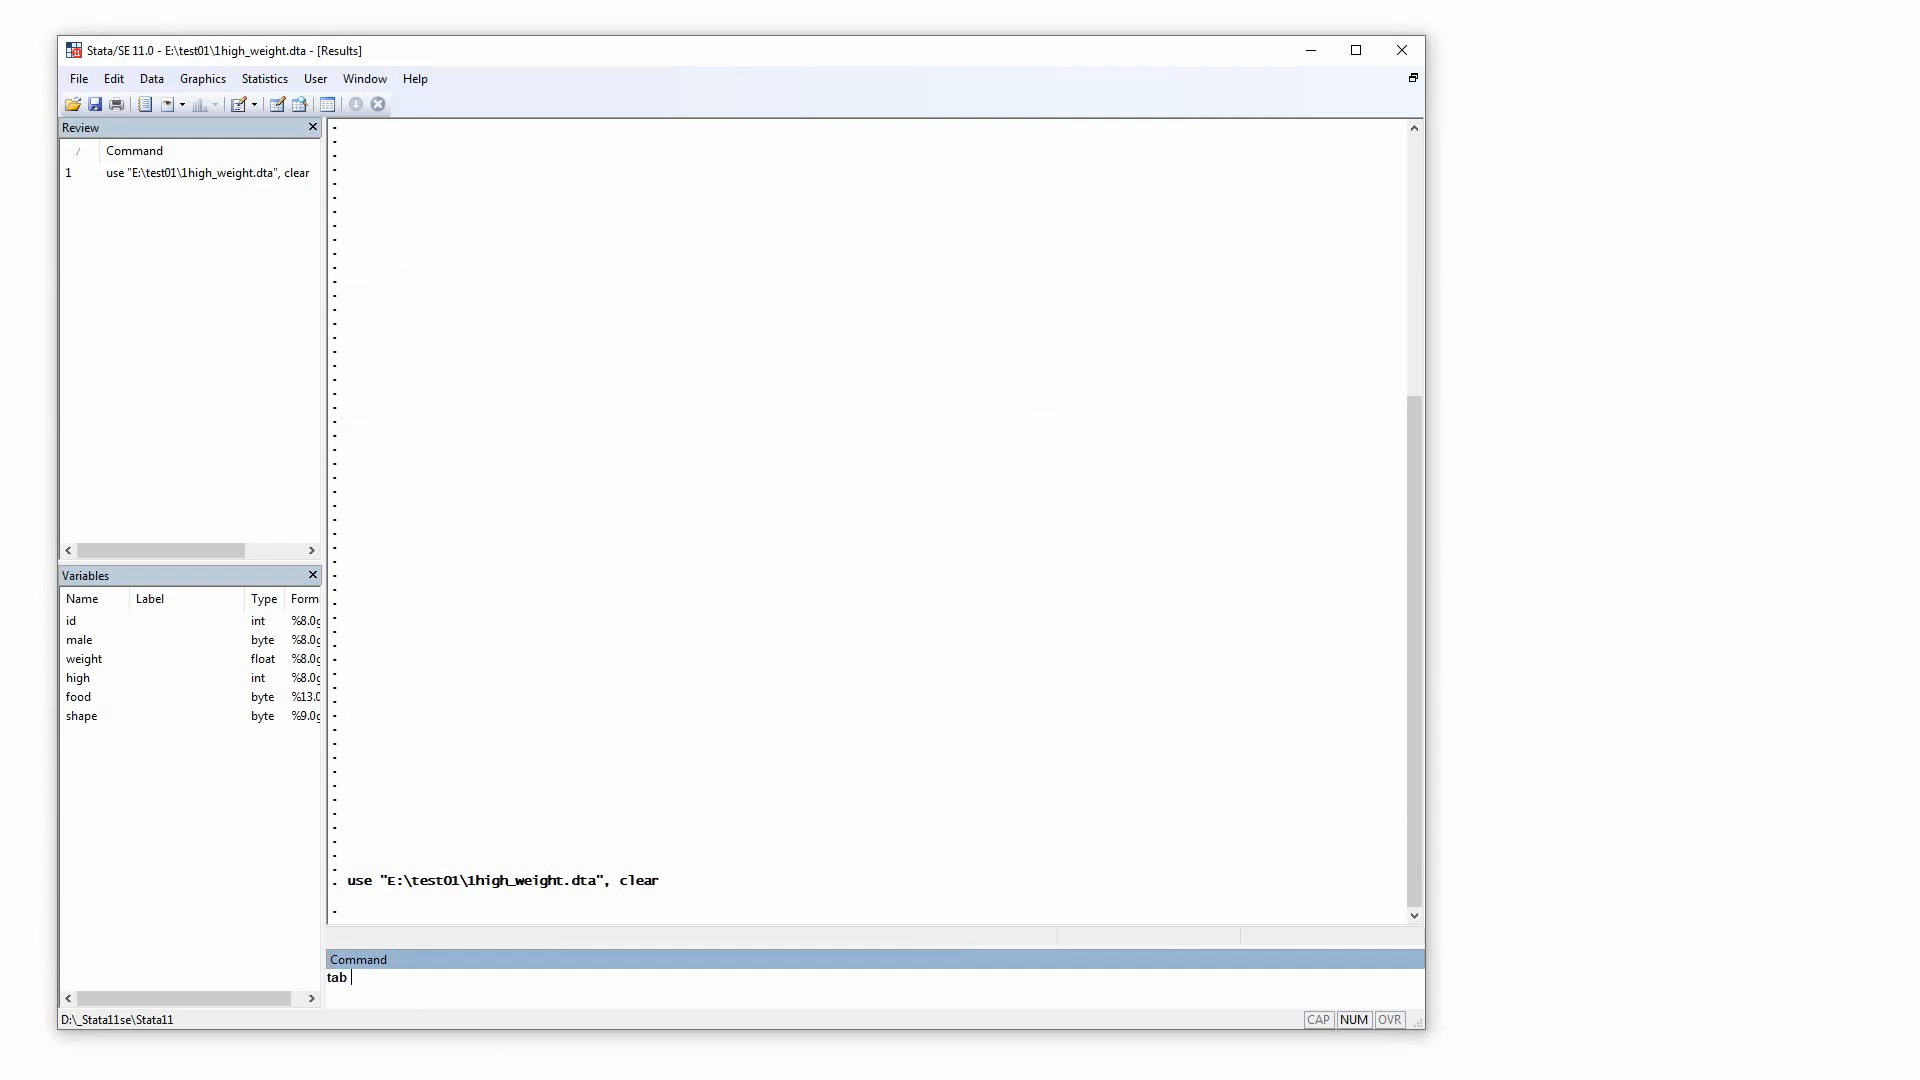 Stata/SE 11.0 - E:\test01\1high_weight.dta - [Results]
File Edit Data Graphics Statistics User Window Help
Review
Command
1 use "E:\test01\1high_weight.dta", clear
Variables
Name Label Type Form
id int %8.0g
male byte %8.0g
weight float %8.0g
high int %8.0g
food byte %13.0
shape byte %9.0g
. use "E:\test01\1high_weight.dta", clear
.
Command
tab
D:\_Stata11se\Stata11
CAP NUM OVR